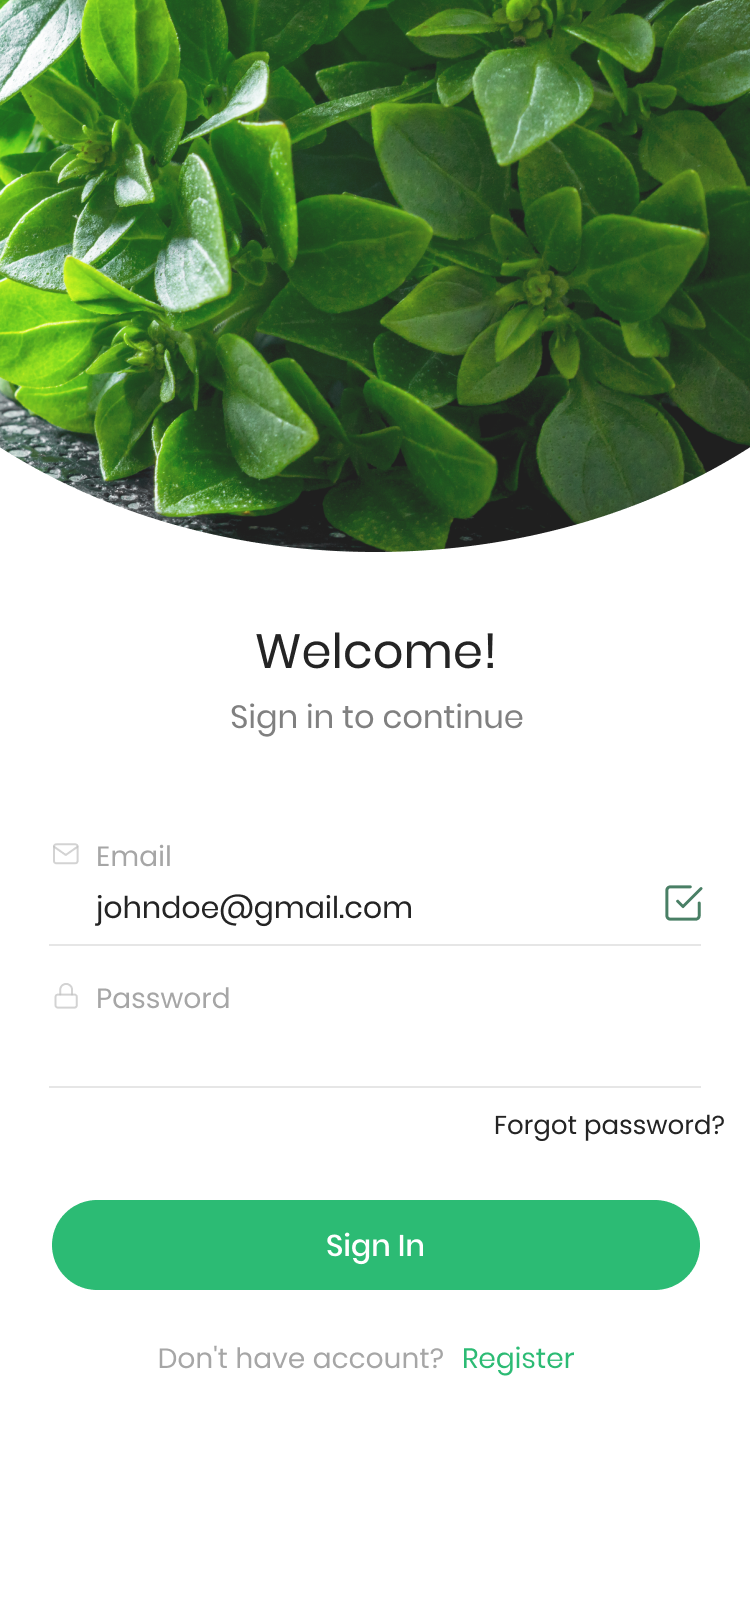 Welcome!
Sign in to continue
Email
johndoe@gmail.com
Password
Forgot password?
Sign In
Don't have account? Register